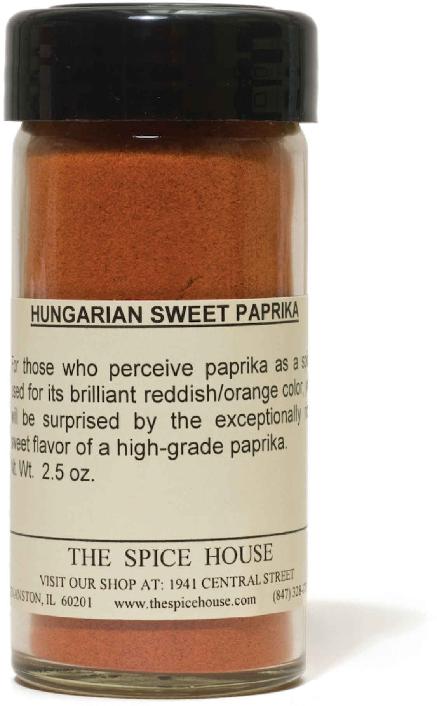 HUNGARIAN SWEET PAPRIKA
those who perceive paprika as a
for its brilliant reddish/orange color
be surprised by the exceptionally
sweet flavor of a high-grade paprika.
Wt. 2.5 oz.
THE SPICE HOUSE
VISIT OUR SHOP AT: 1941 CENTRAL STREET
IL 60201 www.thespicehouse.com (847)